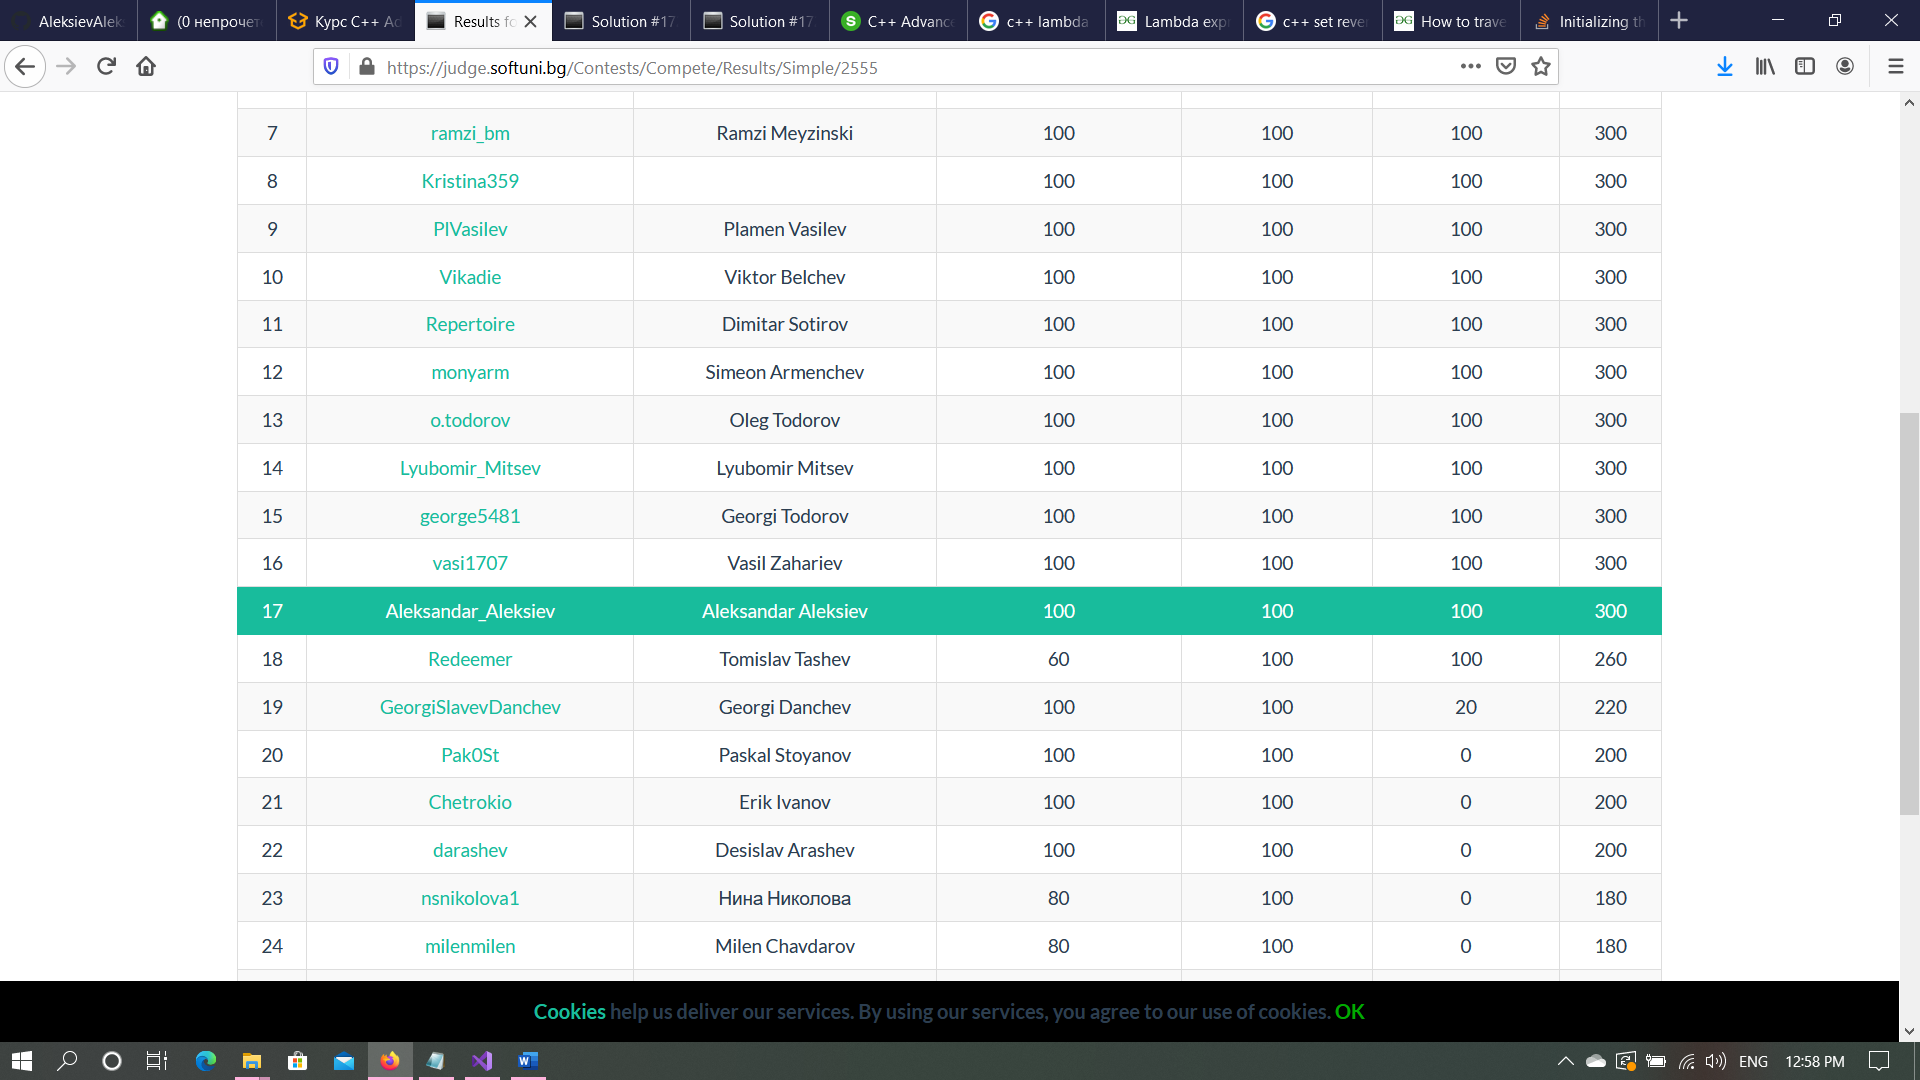 AleksievAleks
(0 непрочете
Курс C++ Ad
Results fo
Solution #17
Solution #17
C++ Advance
c++ lambda
Lambda exp
c++ set reve
How to trave
Initializing th
https://judge.softuni.bg/Contests/Compete/Results/Simple/2555
7 ramzi_bm Ramzi Meyzinski 100 100 100 300
8 Kristina359 100 100 100 300
9 PlVasilev Plamen Vasilev 100 100 100 300
10 Vikadie Viktor Belchev 100 100 100 300
11 Repertoire Dimitar Sotirov 100 100 100 300
12 monyarm Simeon Armenchev 100 100 100 300
13 o.todorov Oleg Todorov 100 100 100 300
14 Lyubomir_Mitsev Lyubomir Mitsev 100 100 100 300
15 george5481 Georgi Todorov 100 100 100 300
16 vasi1707 Vasil Zahariev 100 100 100 300
17 Aleksandar_Aleksiev Aleksandar Aleksiev 100 100 100 300
18 Redeemer Tomislav Tashev 60 100 100 260
19 GeorgiSlavevDanchev Georgi Danchev 100 100 20 220
20 Pak0St Paskal Stoyanov 100 100 0 200
21 Chetrokio Erik Ivanov 100 100 0 200
22 darashev Desislav Arashev 100 100 0 200
23 nsnikolova1 Нина Николова 80 100 0 180
24 milenmilen Milen Chavdarov 80 100 0 180
Cookies help us deliver our services. By using our services, you agree to our use of cookies. OK
ENG 12:58 PM